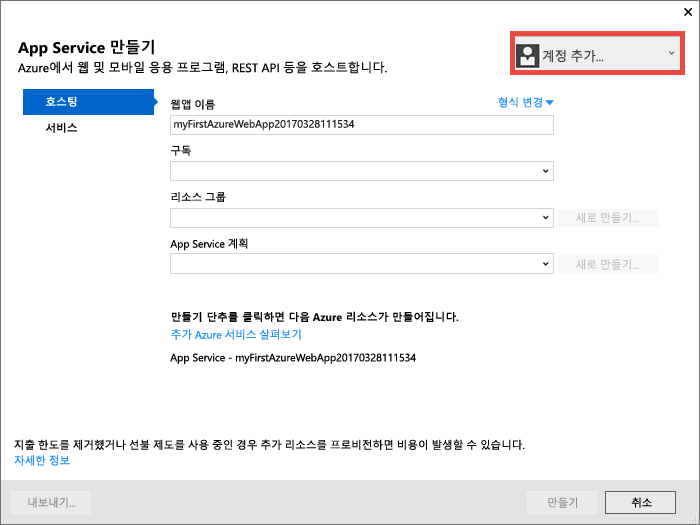 App Service 만들기
Azure에서 웹 및 모바일 응용 프로그램, REST API 등을 호스트합니다.
계정 추가...
호스팅
서비스
웹앱 이름
형식 변경
myFirstAzureWebApp20170328111534
구독
리소스 그룹
새로 만들기...
App Service 계획
새로 만들기...
만들기 단추를 클릭하면 다음 Azure 리소스가 만들어집니다.
추가 Azure 서비스 살펴보기
App Service - myFirstAzureWebApp20170328111534
지출 한도를 제거했거나 선불 제도를 사용 중인 경우 추가 리소스를 프로비전하면 비용이 발생할 수 있습니다.
자세한 정보
내보내기...
만들기
취소